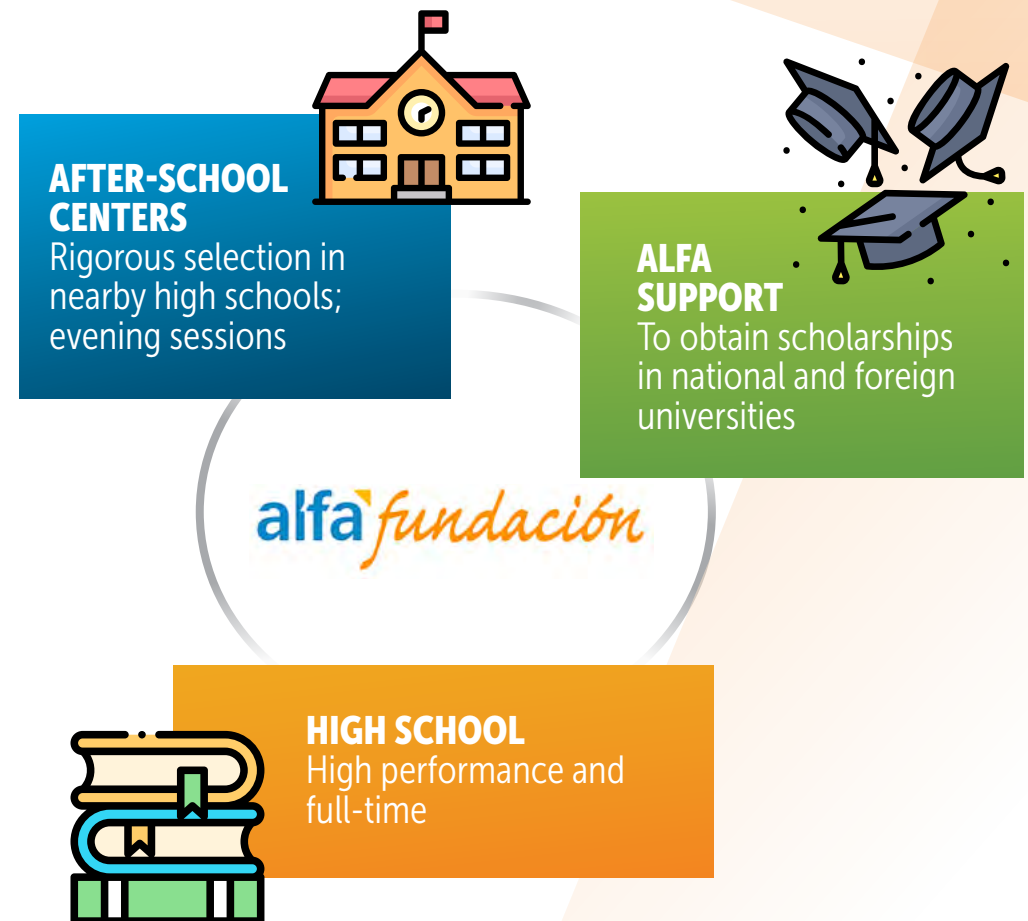 AFTER-SCHOOL
CENTERS
Rigorous selection in
nearby high schools;
evening sessions
ALFA
SUPPORT
To obtain scholarships
in national and foreign
universities
alfa fundación
HIGH SCHOOL
High performance and
full-time